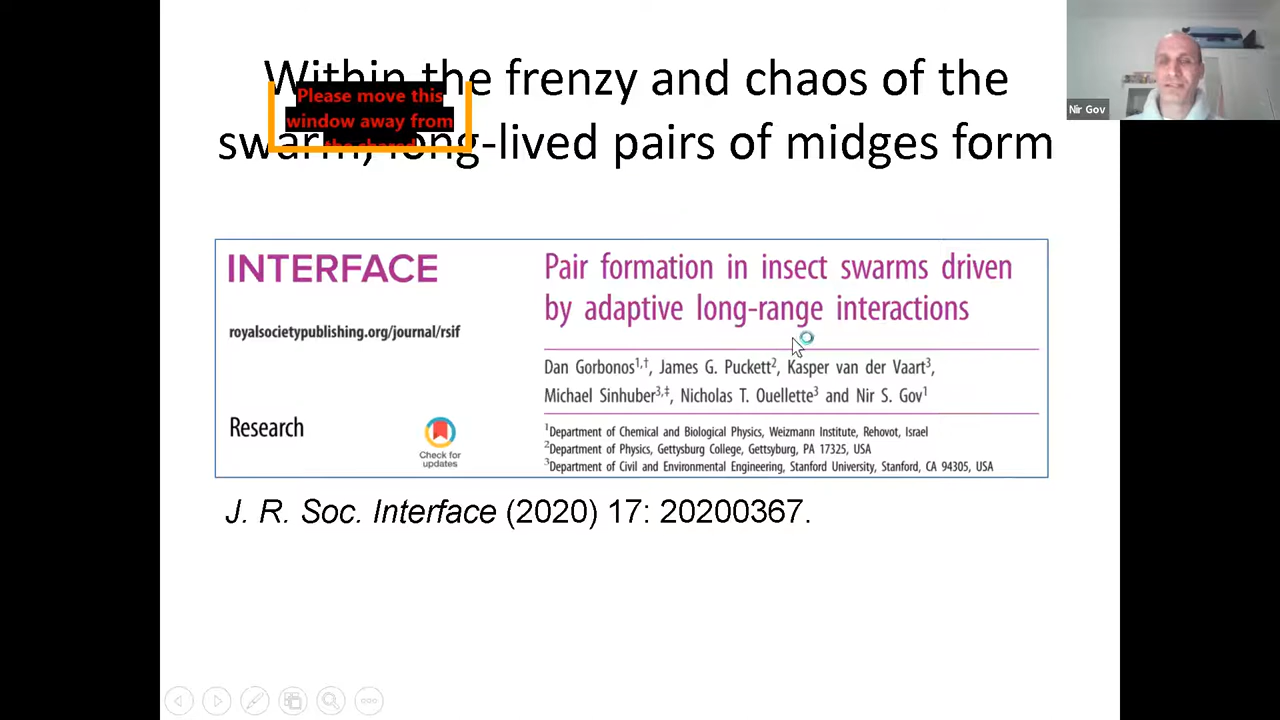 Within the frenzy and chaos of the
swarm, long-lived pairs of midges form
Please move this
window away from
the shared
Nir Gov
INTERFACE
royalsocietypublishing.org/journal/rsif
Research
Check for
updates
Pair formation in insect swarms driven
by adaptive long-range interactions
Dan Gorbonos1,†, James G. Puckett2, Kasper van der Vaart3,
Michael Sinhuber3,‡, Nicholas T. Ouellette3 and Nir S. Gov1
1Department of Chemical and Biological Physics, Weizmann Institute, Rehovot, Israel
2Department of Physics, Gettysburg College, Gettsyburg, PA 17325, USA
3Department of Civil and Environmental Engineering, Stanford University, Stanford, CA 94305, USA
J. R. Soc. Interface (2020) 17: 20200367.